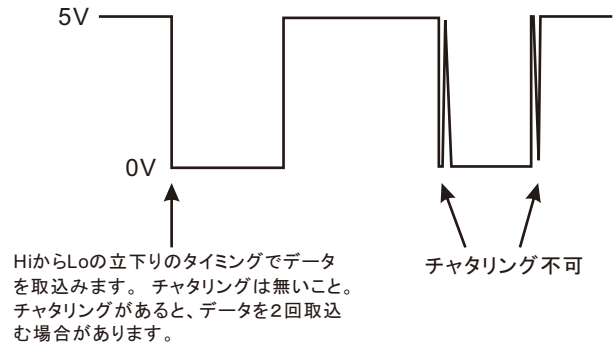 5V
0V
HiからLoの立下りのタイミングでデータ
を取込みます。 チャタリングは無いこと。
チャタリングがあると、データを2回取込
む場合があります。
チャタリング不可